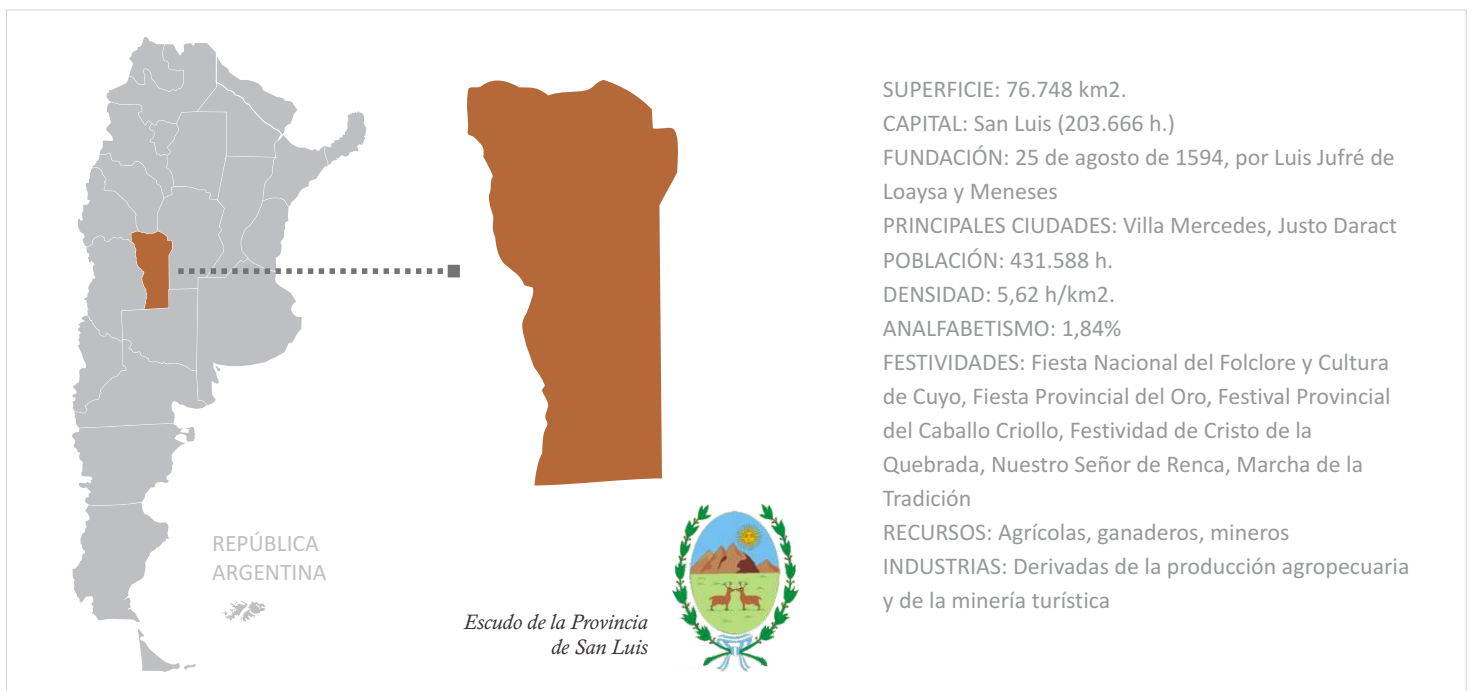 REPÚBLICA
ARGENTINA
Escudo de la Provincia
de San Luis
SUPERFICIE: 76.748 km2.
CAPITAL: San Luis (203.666 h.)
FUNDACIÓN: 25 de agosto de 1594, por Luis Jufré de
Loaysa y Meneses
PRINCIPALES CIUDADES: Villa Mercedes, Justo Daract
POBLACIÓN: 431.588 h.
DENSIDAD: 5,62 h/km2.
ANALFABETISMO: 1,84%
FESTIVIDADES: Fiesta Nacional del Folclore y Cultura
de Cuyo, Fiesta Provincial del Oro, Festival Provincial
del Caballo Criollo, Festividad de Cristo de la
Quebrada, Nuestro Señor de Renca, Marcha de la
Tradición
RECURSOS: Agrícolas, ganaderos, mineros
INDUSTRIAS: Derivadas de la producción agropecuaria
y de la minería turística